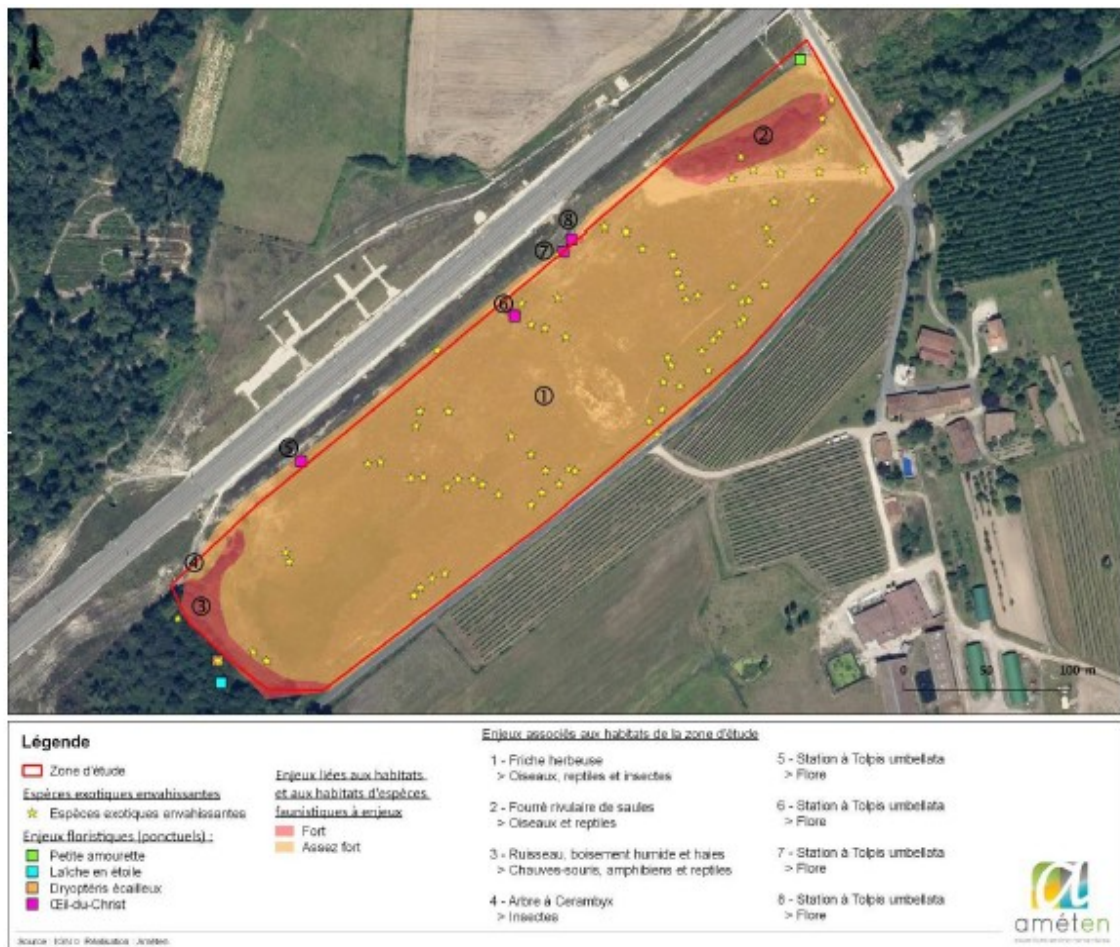 ②
⑧
⑦
⑥
①
⑤
④
③
0 50 100 m
Légende
Zone d'étude
Espèces exotiques envahissantes
Espèces exotiques envahissantes
Enjeux floristiques (ponctuels) :
Petite amourette
Laîche en étoile
Dryoptéris écailleux
Œil-du-Christ
Enjeux liées aux habitats
et aux habitats d'espèces
faunistiques à enjeux
Fort
Assez fort
Enjeux associés aux habitats de la zone d'étude
1 - Friche herbeuse
> Oiseaux, reptiles et insectes
2 - Fourré rivulaire de saules
> Oiseaux et reptiles
3 - Ruisseau, boisement humide et haies
> Chauves-souris, amphibiens et reptiles
4 - Arbre à Cerambyx
> Insectes
5 - Station à Tolpis umbellata
> Flore
6 - Station à Tolpis umbellata
> Flore
7 - Station à Tolpis umbellata
> Flore
8 - Station à Tolpis umbellata
> Flore
améten
Source : IGN© Réalisation : Améten